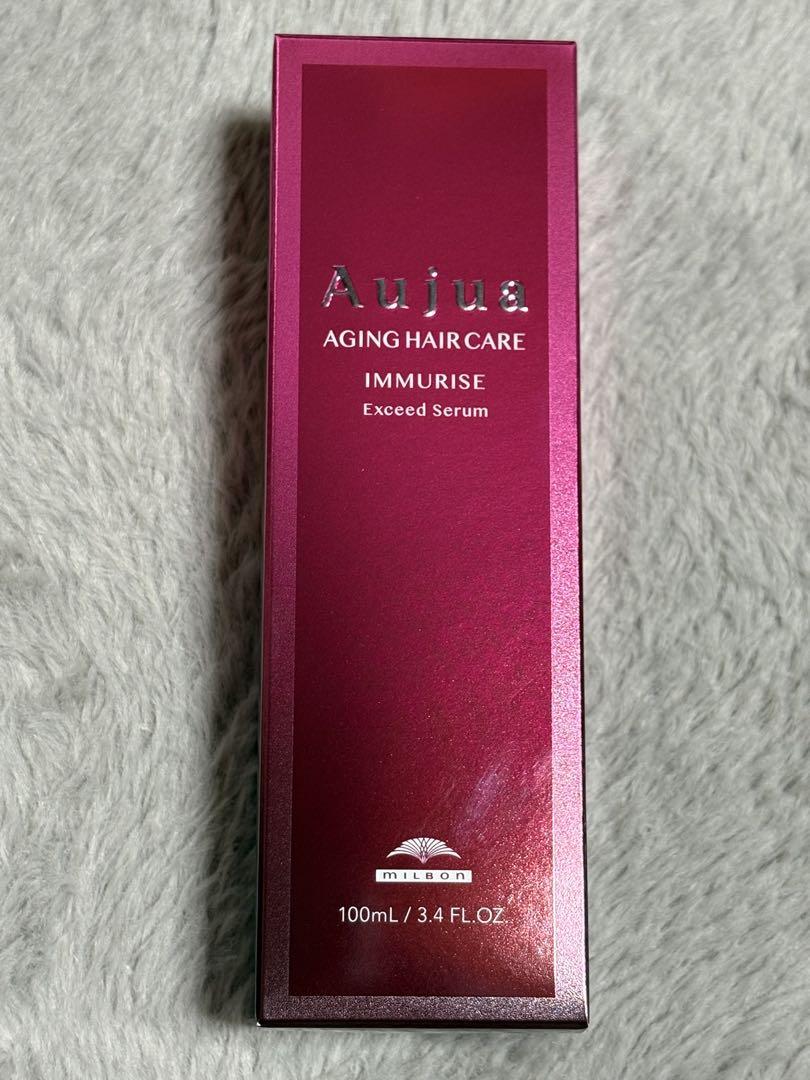 Aujua
AGING HAIR CARE
IMMURISE
Exceed Serum
MILBON
100mL / 3.4 FL.OZ.